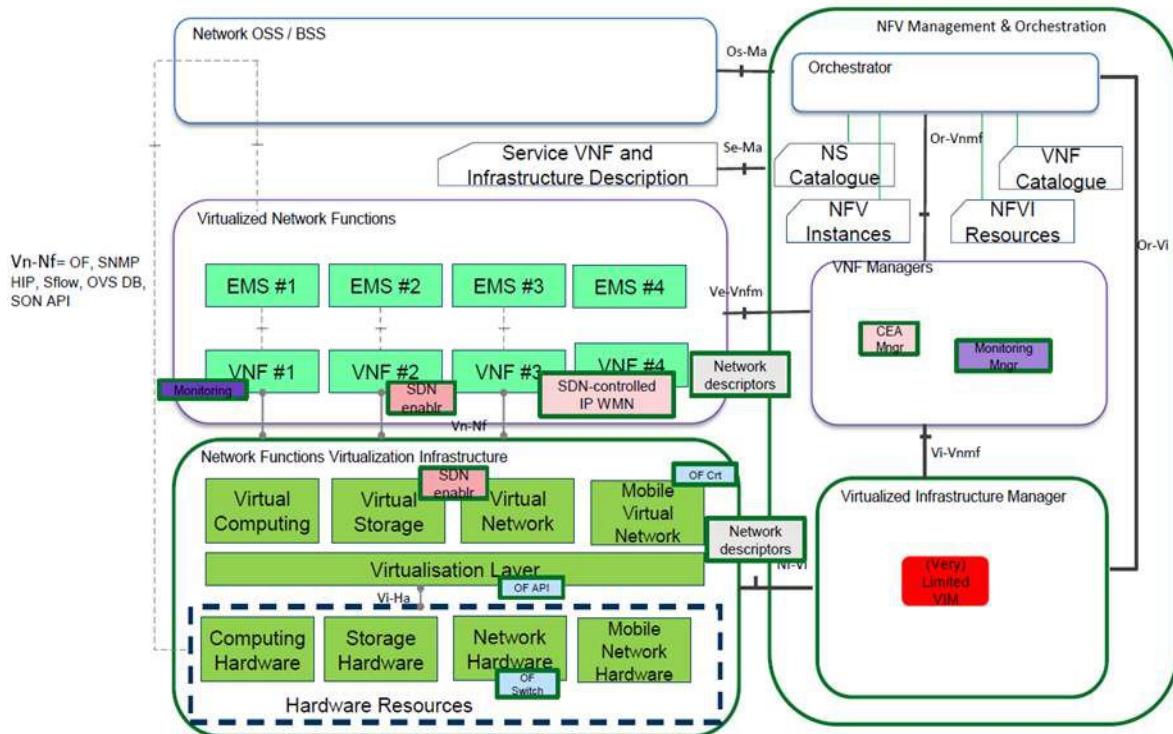 Network OSS / BSS
NFV Management & Orchestration
Os-Ma
Orchestrator
Or-Vnmf
Se-Ma
Service VNF and
Infrastructure Description
NS
Catalogue
VNF
Catalogue
NFV
Instances
NFVI
Resources
Or-Vi
Virtualized Network Functions
VNF Managers
Vn-Nf= OF, SNMP
HIP, Sflow, OVS DB,
SON API
EMS #1
EMS #2
EMS #3
EMS #4
Ve-Vnfm
CEA
Mngr
Monitoring
Mngr
VNF #1
VNF #2
VNF #3
VNF #4
Network
descriptors
Monitoring
SDN
enablr
SDN-controlled
IP WMN
Vn-Nf
Vi-Vnmf
Network Functions Virtualization Infrastructure
SDN
enablr
OF Crt
Virtualized Infrastructure Manager
Virtual
Computing
Virtual
Storage
Virtual
Network
Mobile
Virtual
Network
Network
descriptors
Virtualisation Layer
Nf-Vi
(Very)
Limited
VIM
OF API
Vi-Ha
Computing
Hardware
Storage
Hardware
Network
Hardware
Mobile
Network
Hardware
OF
Switch
Hardware Resources